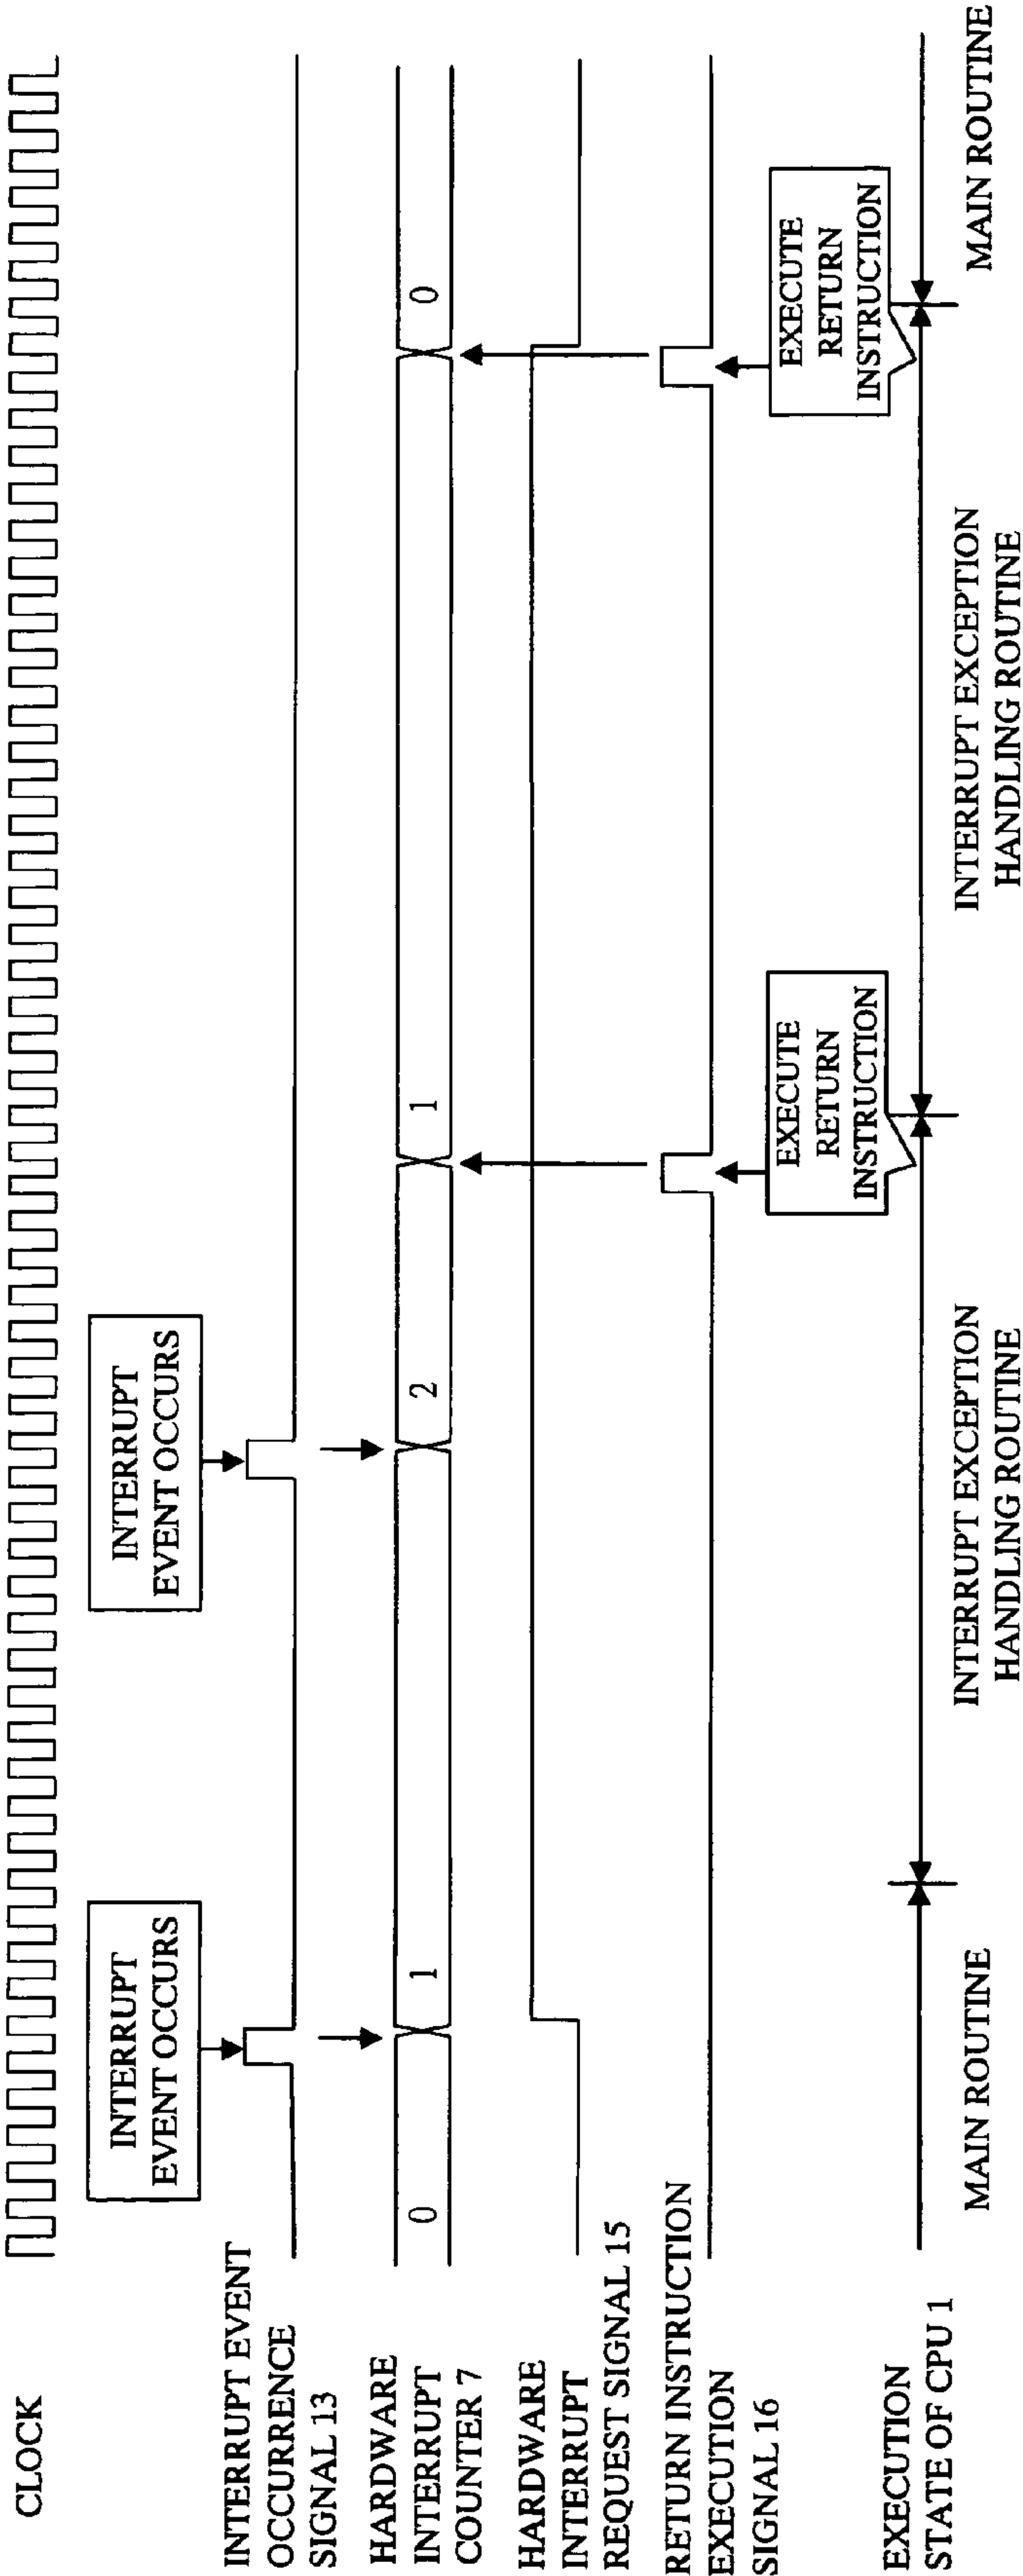 CLOCK
INTERRUPT
EVENT OCCURS
INTERRUPT
EVENT OCCURS
INTERRUPT EVENT
OCCURRENCE
SIGNAL 13
HARDWARE
INTERRUPT
COUNTER 7
0
1
2
1
0
HARDWARE
INTERRUPT
REQUEST SIGNAL 15
RETURN INSTRUCTION
EXECUTION
SIGNAL 16
EXECUTE
RETURN
INSTRUCTION
EXECUTE
RETURN
INSTRUCTION
EXECUTION
STATE OF CPU 1
MAIN ROUTINE
INTERRUPT EXCEPTION
HANDLING ROUTINE
INTERRUPT EXCEPTION
HANDLING ROUTINE
MAIN ROUTINE